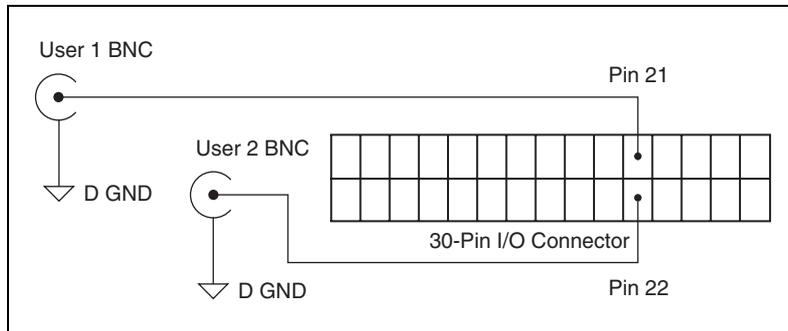 User 1 BNC
Pin 21
User 2 BNC
D GND
30-Pin I/O Connector
D GND
Pin 22